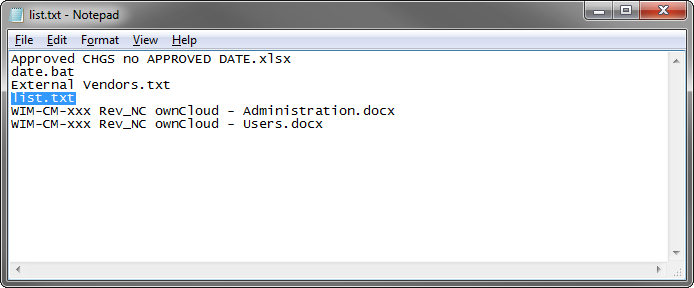 list.txt - Notepad
File Edit Format View Help
Approved CHGS no APPROVED DATE.xlsx
date.bat
External Vendors.txt
list.txt
WIM-CM-xxx Rev_NC ownCloud - Administration.docx
WIM-CM-xxx Rev_NC ownCloud - Users.docx